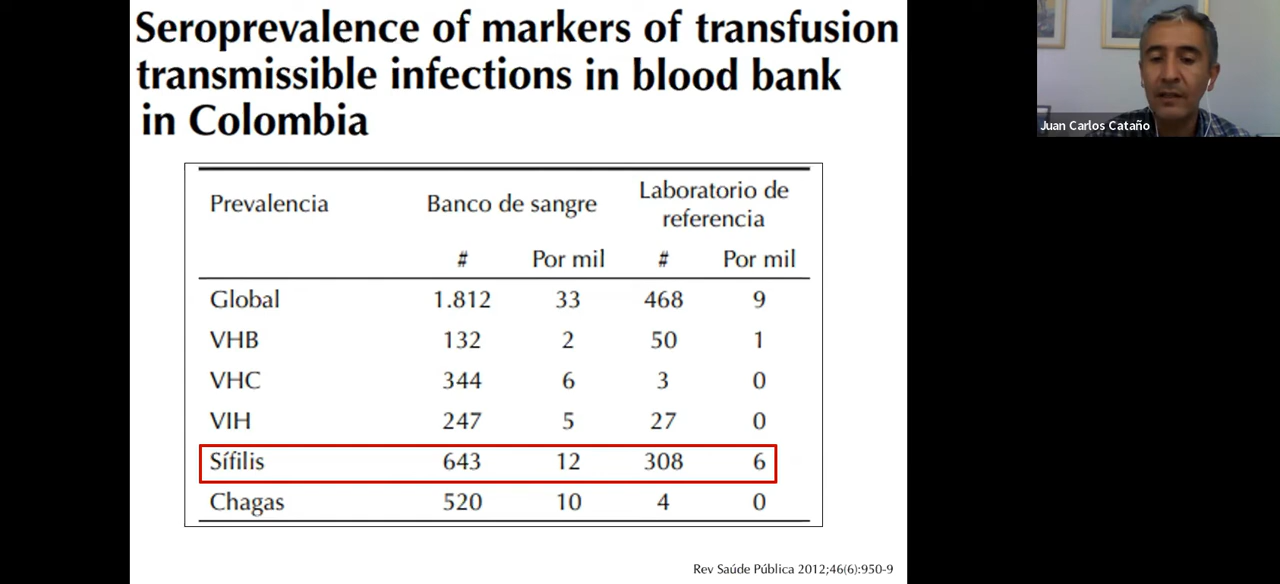 Seroprevalence of markers of transfusion
transmissible infections in blood bank
in Colombia
Juan Carlos Cataño
Prevalencia Banco de sangre Laboratorio de referencia
# Por mil # Por mil
Global 1.812 33 468 9
VHB 132 2 50 1
VHC 344 6 3 0
VIH 247 5 27 0
Sífilis 643 12 308 6
Chagas 520 10 4 0
Rev Saúde Pública 2012;46(6):950-9